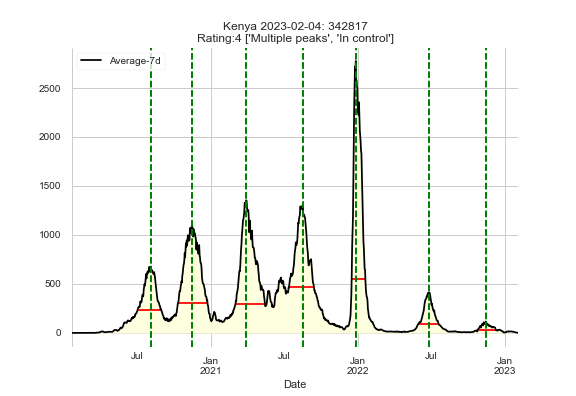 Kenya 2023-02-04: 342817
Rating:4 ['Multiple peaks', 'In control']
Average-7d
2500
2000
1500
1000
500
0
Jul
Jan
2021
Jul
Jan
2022
Jul
Jan
2023
Date